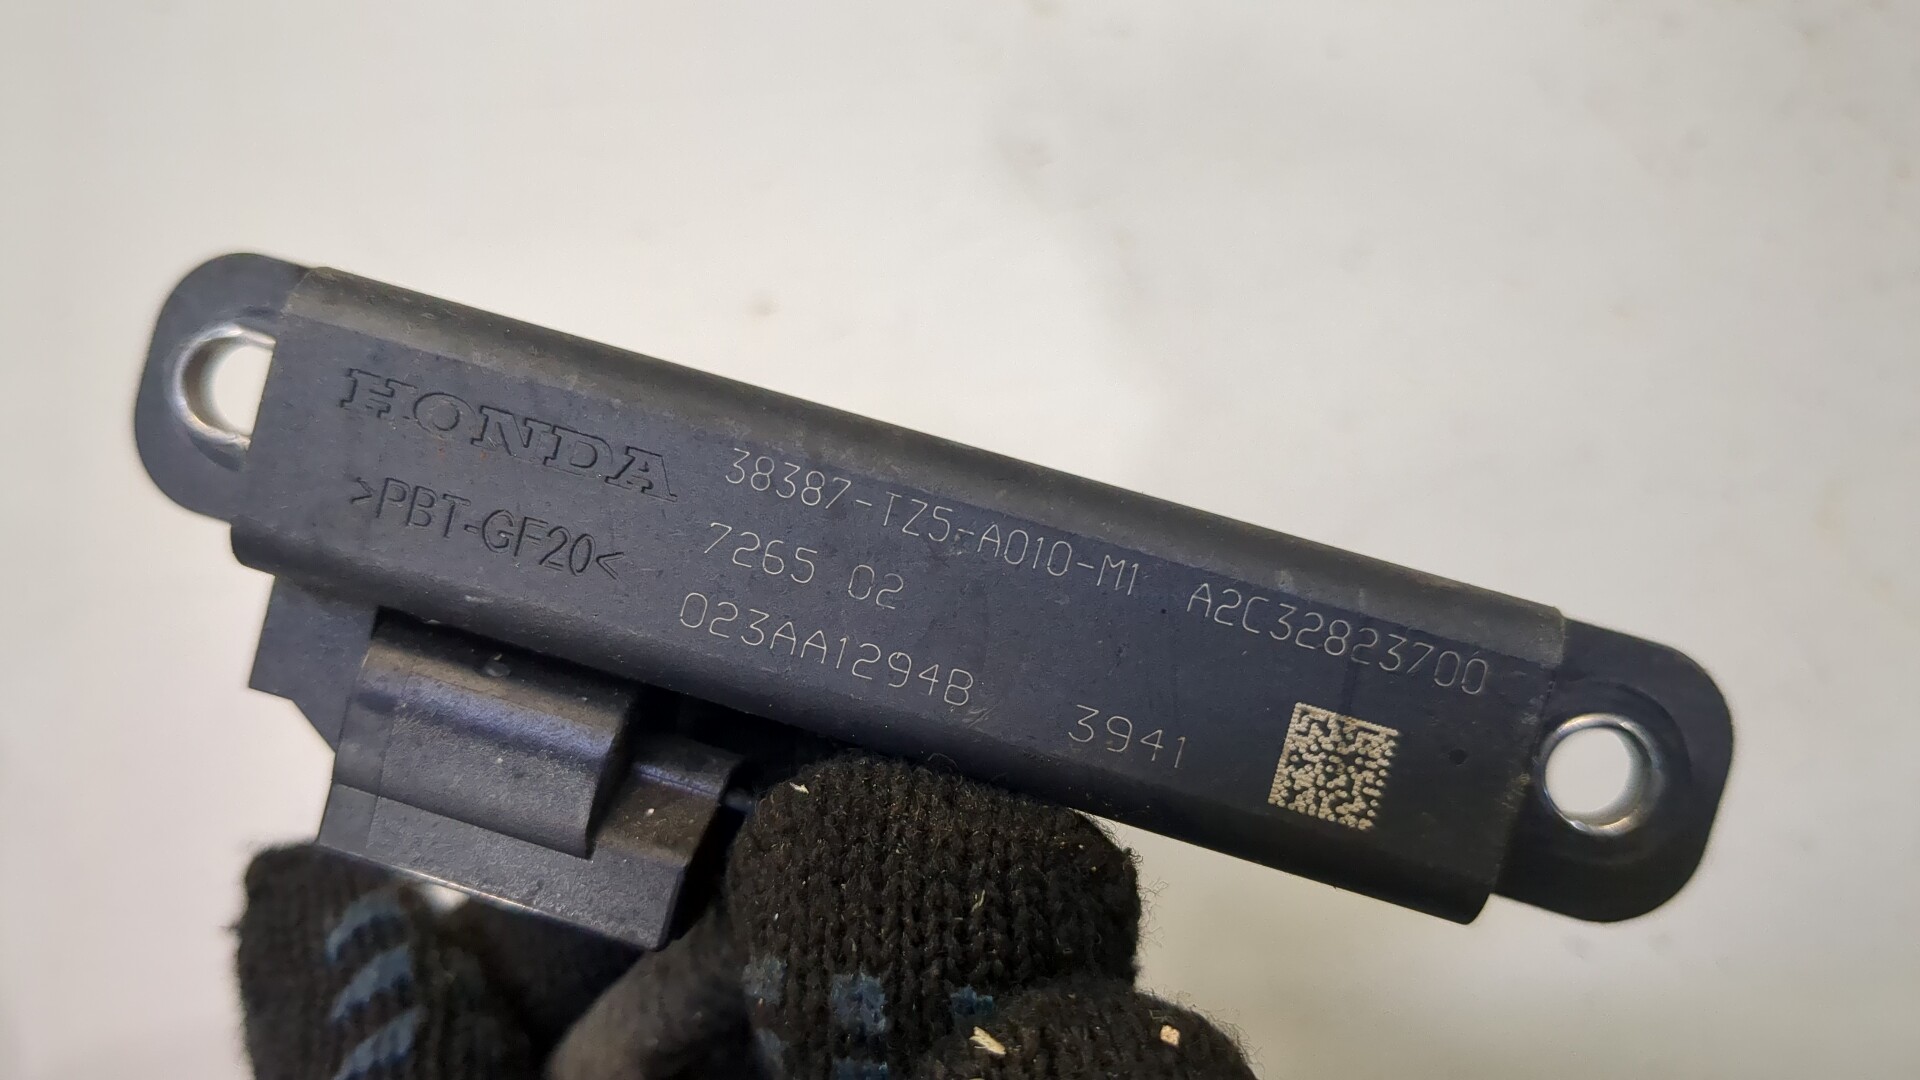 HONDA 38387-TZ5-A010-M1 A2C32823700
>PBT-GF20< 7265 02
023AA1294B 3941